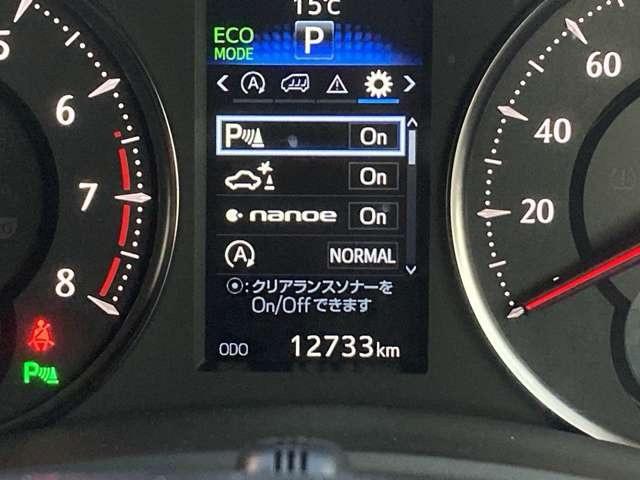 15℃
ECO
MODE
P
A
P On
On
nanoe On
A NORMAL
⦿:クリアランスソナーを
On/Offできます
ODO 12733km
5
6
7
8
P
60
40
20